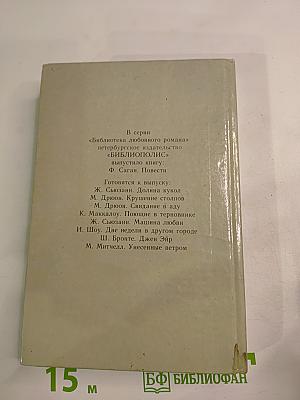 В серии
«Библиотека любовного романа»
петербургское издательство
«БИБЛИОПОЛИС»
выпустило книгу:
Ф. Саган. Повести
Готовятся к выпуску:
Ж. Сьюзанн. Долина кукол
М. Дрюон. Крушение столпов
М. Дрюон. Свидание в аду
К. Маккалоу. Поющие в терновнике
Ж. Сьюзанн. Машина любви
И. Шоу. Две недели в другом городе
Ш. Бронте. Джен Эйр
М. Митчелл. Унесенные ветром
15 м
БФ БИБЛИОФАН